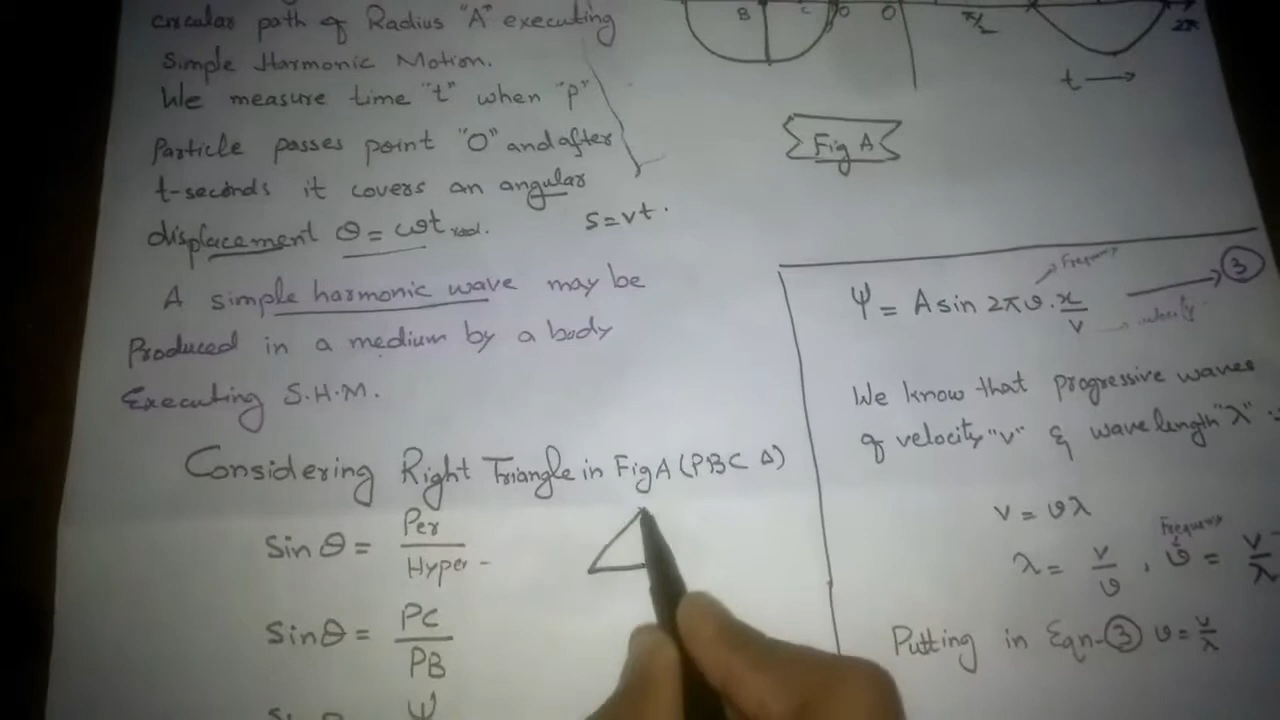 circular path of Radius "A" executing
Simple Harmonic Motion.
We measure time "t" when "P"
Particle passes point "O" and after
t-seconds it covers an angular
displacement θ = ωt rad.
s=vt.
A simple harmonic wave may be
Produced in a medium by a body
Executing S.H.M.
Considering Right Triangle in Fig A (PBC Δ)
Sin θ = Per / Hyper -
Sin θ = PC / PB
θ ψ
B C O O π/2 2π
t →
Fig A
Frequency
ψ = A sin 2πυ. x/v → 3
velocity
We know that progressive waves
of velocity "v" & wavelength "λ"
v = υλ
Frequency
λ = v/υ , υ = v/λ
Putting in Eqn-3 υ = v/λ